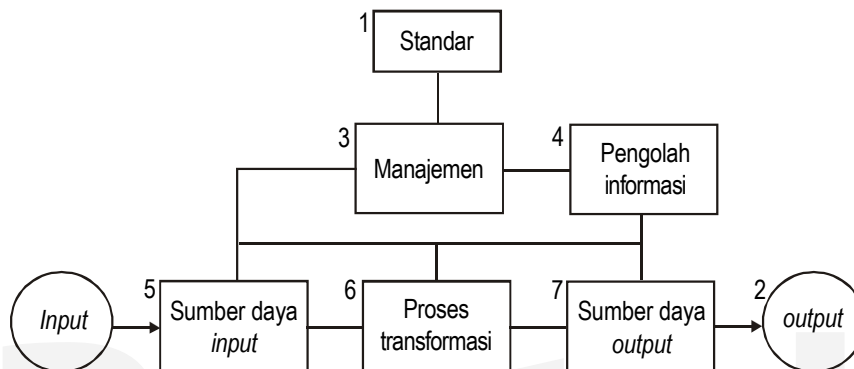 1
Standar
3
Manajemen
4
Pengolah
informasi
Input
5
Sumber daya
input
6
Proses
transformasi
7
Sumber daya
output
2
output